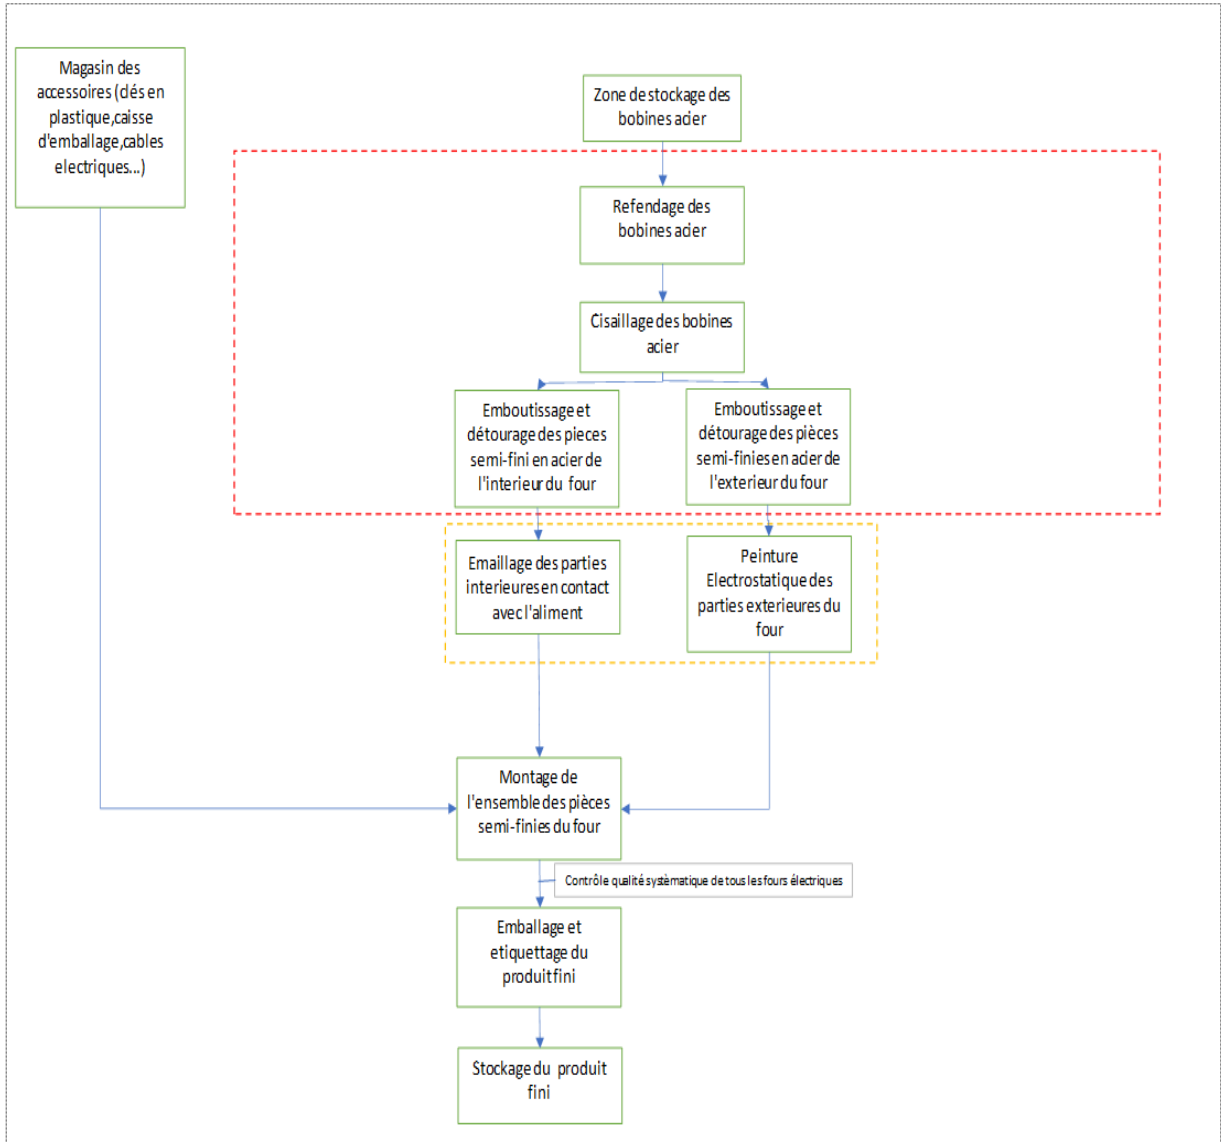 Magasin des
accessoires (clés en
plastique,caisse
d'emballage,cables
electriques...)
Zone de stockage des
bobines acier
Refendage des
bobines acier
Cisaillage des bobines
acier
Emboutissage et
détourage des pieces
semi-fini en acier de
l'interieur du four
Emboutissage et
détourage des pièces
semi-finies en acier de
l'exterieur du four
Emaillage des parties
interieures en contact
avec l'aliment
Peinture
Electrostatique des
parties exterieures du
four
Montage de
l'ensemble des pièces
semi-finies du four
Contrôle qualité systèmatique de tous les fours électriques
Emballage et
etiquettage du
produit fini
Stockage du produit
fini